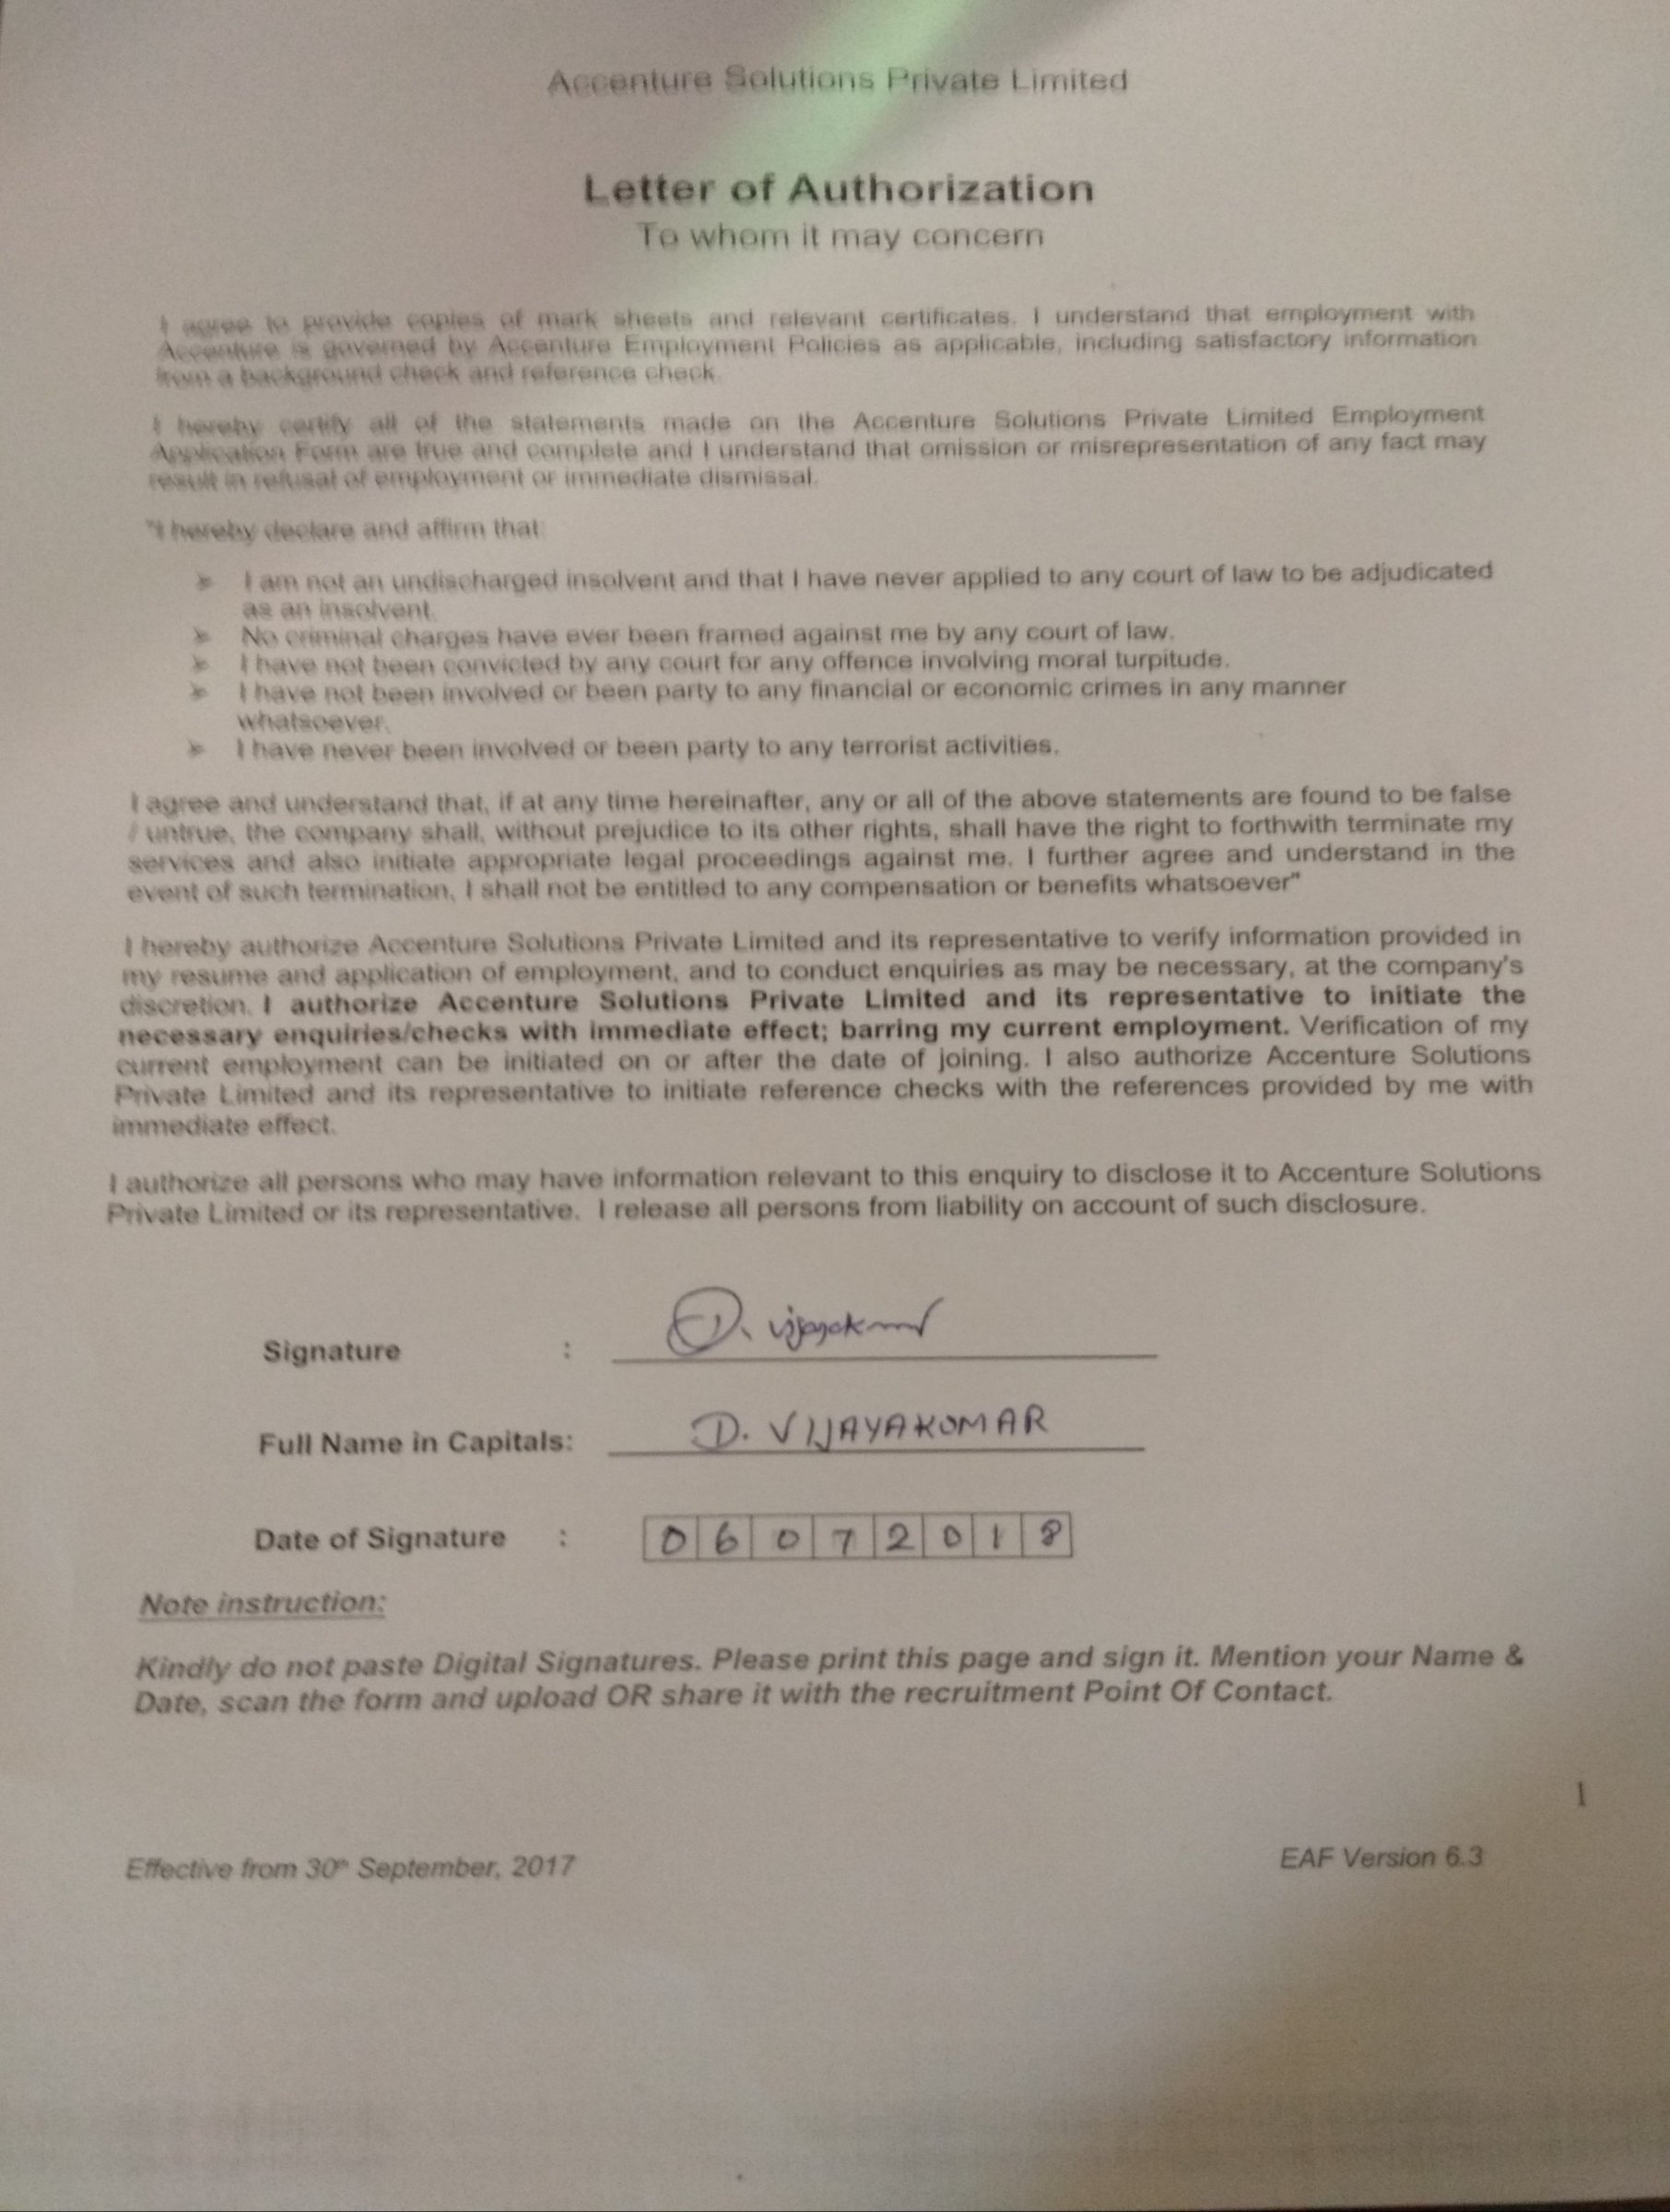 Accenture Solutions Private Limited
Letter of Authorization
To whom it may concern
I agree to provide copies of mark sheets and relevant certificates. I understand that employment with
Accenture is governed by Accenture Employment Policies as applicable, including satisfactory information
from a background check and reference check.
I hereby certify all of the statements made on the Accenture Solutions Private Limited Employment
Application Form are true and complete and I understand that omission or misrepresentation of any fact may
result in refusal of employment or immediate dismissal.
"I hereby declare and affirm that:
➢ I am not an undischarged insolvent and that I have never applied to any court of law to be adjudicated
as an insolvent.
➢ No criminal charges have ever been framed against me by any court of law.
➢ I have not been convicted by any court for any offence involving moral turpitude.
➢ I have not been involved or been party to any financial or economic crimes in any manner
whatsoever.
➢ I have never been involved or been party to any terrorist activities.
I agree and understand that, if at any time hereinafter, any or all of the above statements are found to be false
/ untrue, the company shall, without prejudice to its other rights, shall have the right to forthwith terminate my
services and also initiate appropriate legal proceedings against me. I further agree and understand in the
event of such termination, I shall not be entitled to any compensation or benefits whatsoever"
I hereby authorize Accenture Solutions Private Limited and its representative to verify information provided in
my resume and application of employment, and to conduct enquiries as may be necessary, at the company's
discretion. I authorize Accenture Solutions Private Limited and its representative to initiate the
necessary enquiries/checks with immediate effect; barring my current employment. Verification of my
current employment can be initiated on or after the date of joining. I also authorize Accenture Solutions
Private Limited and its representative to initiate reference checks with the references provided by me with
immediate effect.
I authorize all persons who may have information relevant to this enquiry to disclose it to Accenture Solutions
Private Limited or its representative. I release all persons from liability on account of such disclosure.
Signature : D. Vijayakumar
Full Name in Capitals: D. VIJAYAKUMAR
Date of Signature : 0 6 0 7 2 0 1 8
Note instruction:
Kindly do not paste Digital Signatures. Please print this page and sign it. Mention your Name &
Date, scan the form and upload OR share it with the recruitment Point Of Contact.
1
Effective from 30th September, 2017 EAF Version 6.3